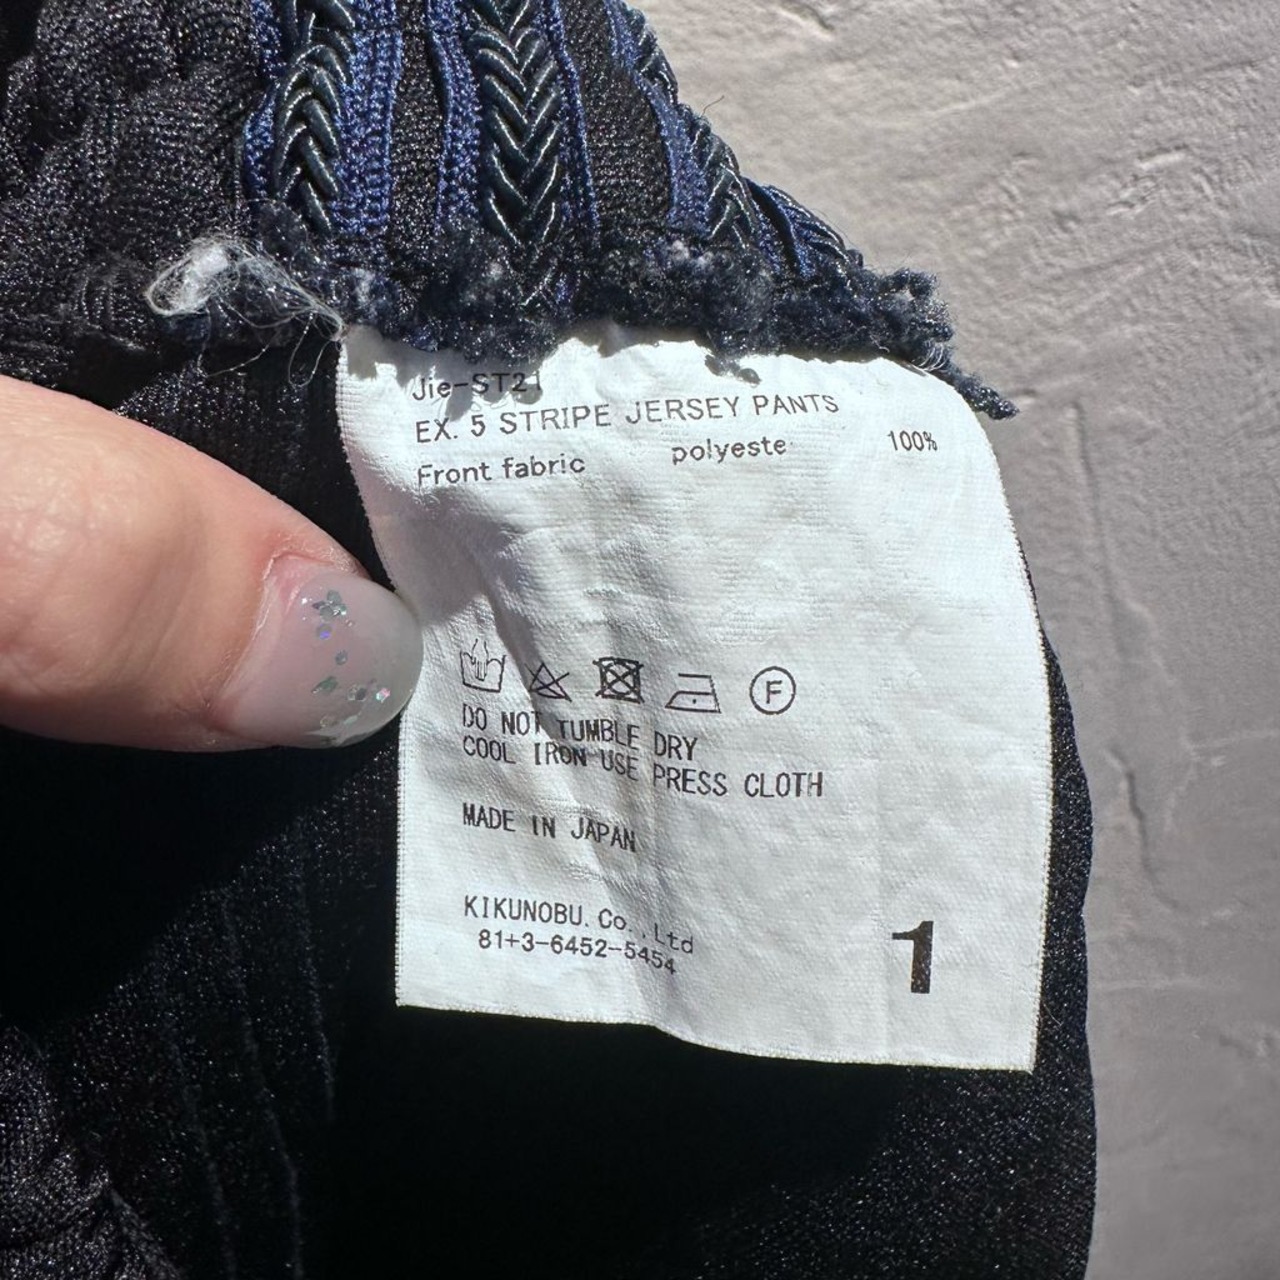 Jie-ST21
EX. 5 STRIPE JERSEY PANTS
Front fabric polyeste 100%
F
DO NOT TUMBLE DRY
COOL IRON USE PRESS CLOTH
MADE IN JAPAN
KIKUNOBU. Co.,Ltd
81+3-6452-5454
1